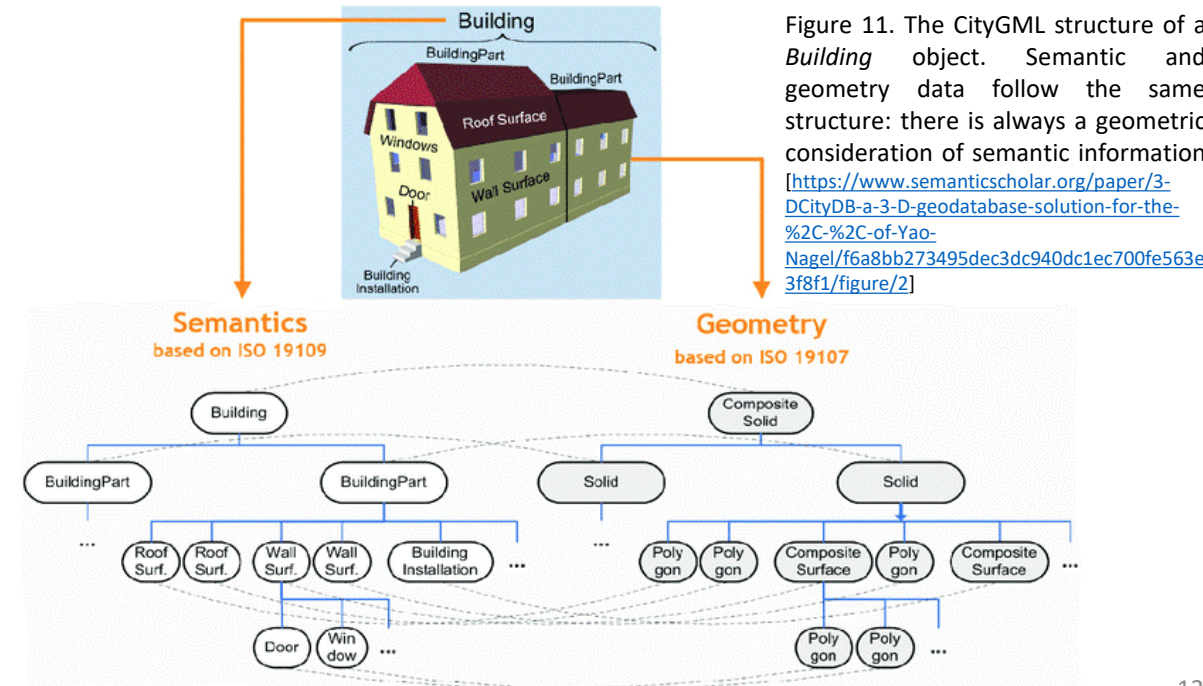 Building
BuildingPart
BuildingPart
Roof Surface
Windows
Wall Surface
Door
Building
Installation
Figure 11. The CityGML structure of a
Building object. Semantic and
geometry data follow the same
structure: there is always a geometric
consideration of semantic information
[https://www.semanticscholar.org/paper/3-
DCityDB-a-3-D-geodatabase-solution-for-the-
%2C-%2C-of-Yao-
Nagel/f6a8bb273495dec3dc940dc1ec700fe563e
3f8f1/figure/2]
Semantics
based on ISO 19109
Geometry
based on ISO 19107
Building
Composite
Solid
BuildingPart
BuildingPart
Solid
Solid
...
Roof
Surf.
Roof
Surf.
Wall
Surf.
Wall
Surf.
Building
Installation
...
...
Poly
gon
Poly
gon
Composite
Surface
Poly
gon
Composite
Surface
...
Door
Win
dow
...
Poly
gon
Poly
gon
...